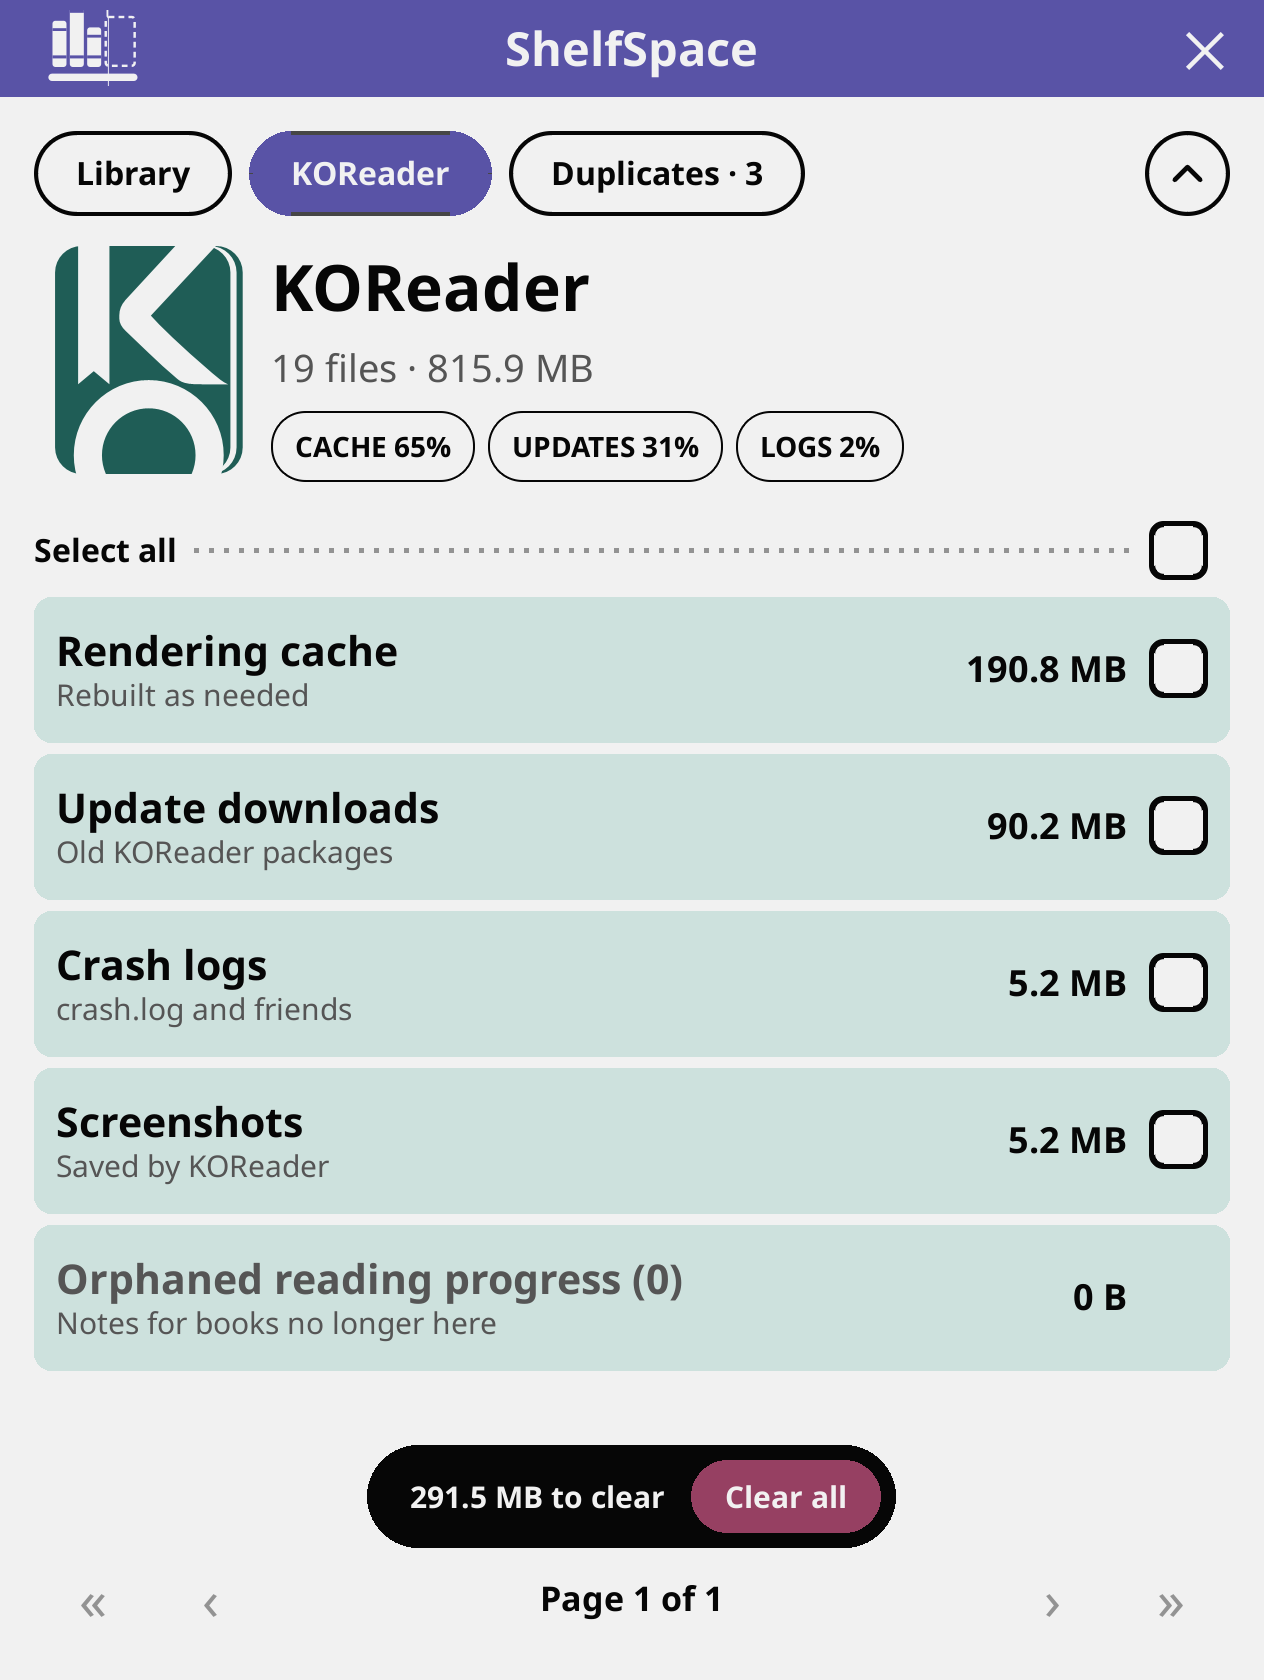 ShelfSpace
Library
KOReader
Duplicates · 3
KOReader
19 files · 815.9 MB
CACHE 65%
UPDATES 31%
LOGS 2%
Select all
Rendering cache
Rebuilt as needed
190.8 MB
Update downloads
Old KOReader packages
90.2 MB
Crash logs
crash.log and friends
5.2 MB
Screenshots
Saved by KOReader
5.2 MB
Orphaned reading progress (0)
Notes for books no longer here
0 B
291.5 MB to clear
Clear all
« ‹ Page 1 of 1 › »